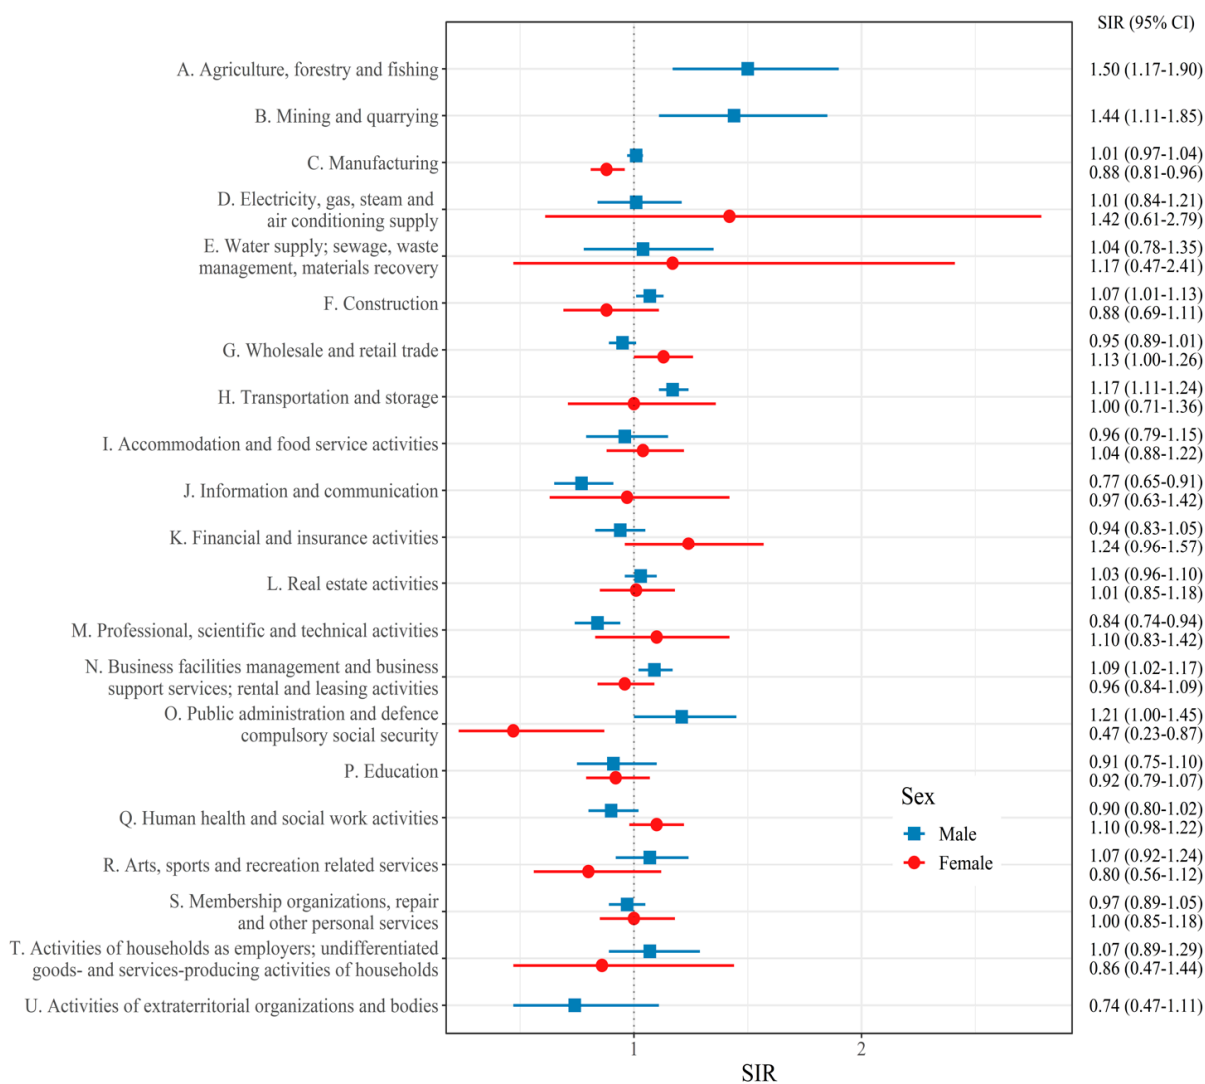 SIR (95% CI)
A. Agriculture, forestry and fishing
1.50 (1.17-1.90)
B. Mining and quarrying
1.44 (1.11-1.85)
C. Manufacturing
1.01 (0.97-1.04)
0.88 (0.81-0.96)
D. Electricity, gas, steam and
air conditioning supply
1.01 (0.84-1.21)
1.42 (0.61-2.79)
E. Water supply; sewage, waste
management, materials recovery
1.04 (0.78-1.35)
1.17 (0.47-2.41)
F. Construction
1.07 (1.01-1.13)
0.88 (0.69-1.11)
G. Wholesale and retail trade
0.95 (0.89-1.01)
1.13 (1.00-1.26)
H. Transportation and storage
1.17 (1.11-1.24)
1.00 (0.71-1.36)
I. Accommodation and food service activities
0.96 (0.79-1.15)
1.04 (0.88-1.22)
J. Information and communication
0.77 (0.65-0.91)
0.97 (0.63-1.42)
K. Financial and insurance activities
0.94 (0.83-1.05)
1.24 (0.96-1.57)
L. Real estate activities
1.03 (0.96-1.10)
1.01 (0.85-1.18)
M. Professional, scientific and technical activities
0.84 (0.74-0.94)
1.10 (0.83-1.42)
N. Business facilities management and business
support services; rental and leasing activities
1.09 (1.02-1.17)
0.96 (0.84-1.09)
O. Public administration and defence
compulsory social security
1.21 (1.00-1.45)
0.47 (0.23-0.87)
P. Education
0.91 (0.75-1.10)
0.92 (0.79-1.07)
Q. Human health and social work activities
0.90 (0.80-1.02)
1.10 (0.98-1.22)
R. Arts, sports and recreation related services
1.07 (0.92-1.24)
0.80 (0.56-1.12)
S. Membership organizations, repair
and other personal services
0.97 (0.89-1.05)
1.00 (0.85-1.18)
T. Activities of households as employers; undifferentiated
goods- and services-producing activities of households
1.07 (0.89-1.29)
0.86 (0.47-1.44)
U. Activities of extraterritorial organizations and bodies
0.74 (0.47-1.11)
Sex
Male
Female
1
2
SIR